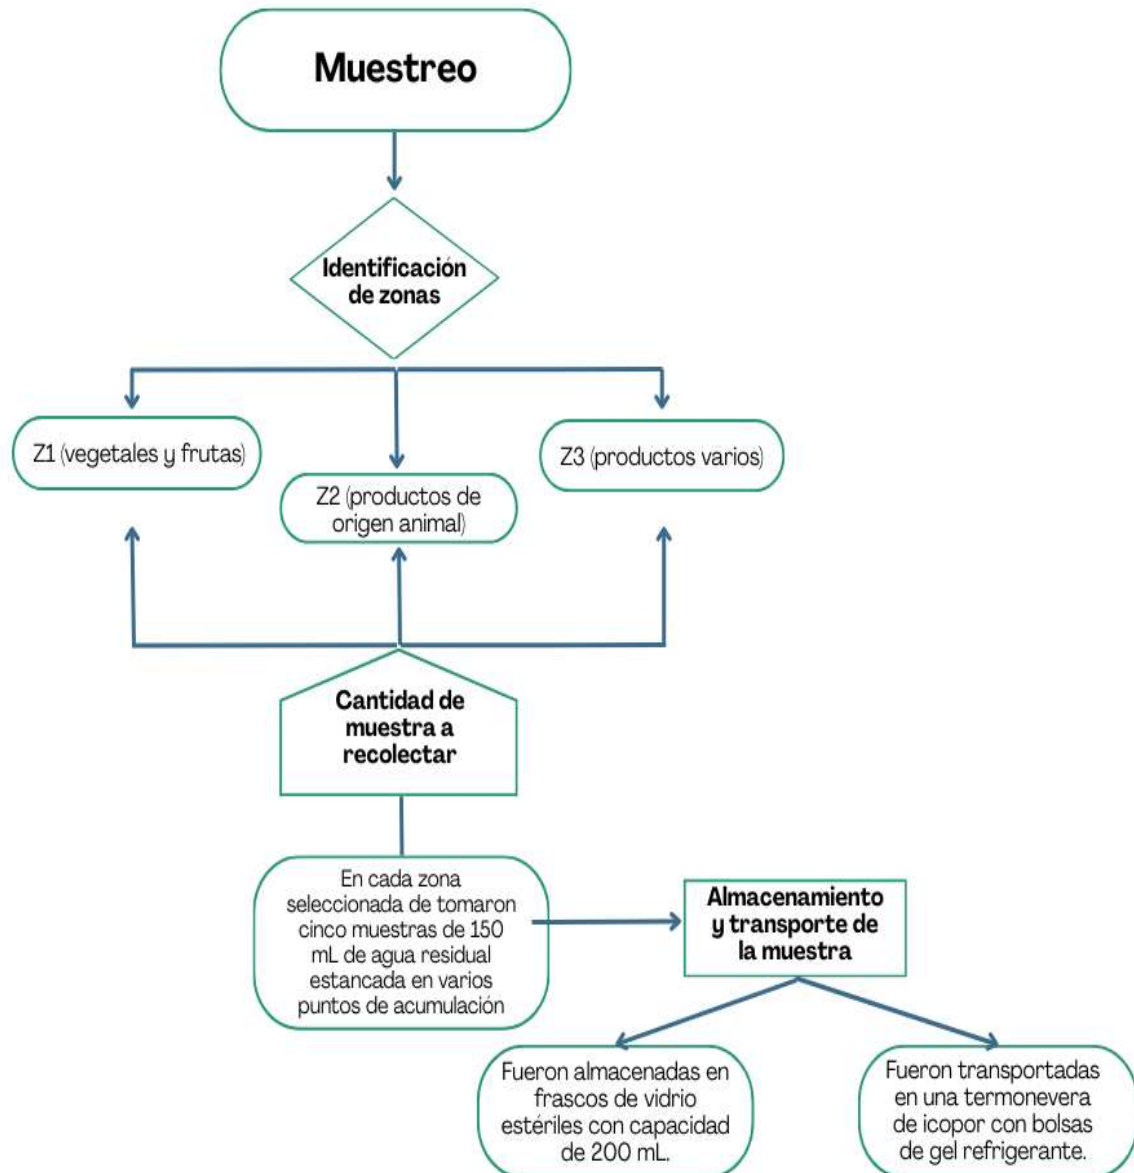 Muestreo
Identificación
de zonas
Z1 (vegetales y frutas)
Z2 (productos de
origen animal)
Z3 (productos varios)
Cantidad de
muestra a
recolectar
En cada zona
seleccionada de tomaron
cinco muestras de 150
mL de agua residual
estancada en varios
puntos de acumulación
Almacenamiento
y transporte de
la muestra
Fueron almacenadas en
frascos de vidrio
estériles con capacidad
de 200 mL.
Fueron transportadas
en una termonevera
de icopor con bolsas
de gel refrigerante.